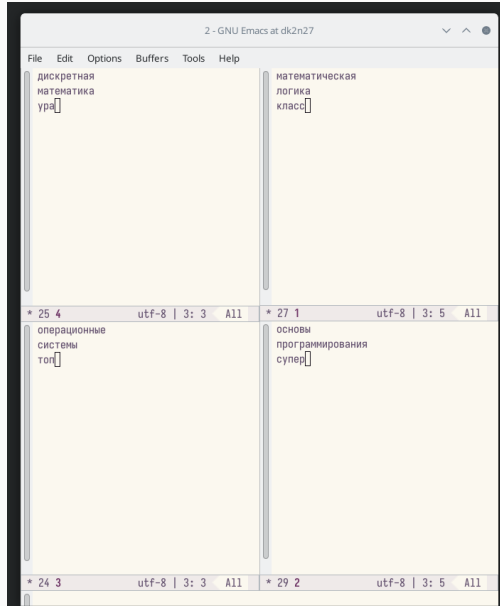 2 - GNU Emacs at dk2n27
File Edit Options Buffers Tools Help
дискретная
математика
ура
* 25 4 utf-8 | 3: 3 All
математическая
логика
класс
* 27 1 utf-8 | 3: 5 All
операционные
системы
топ
* 24 3 utf-8 | 3: 3 All
основы
программирования
супер
* 29 2 utf-8 | 3: 5 All